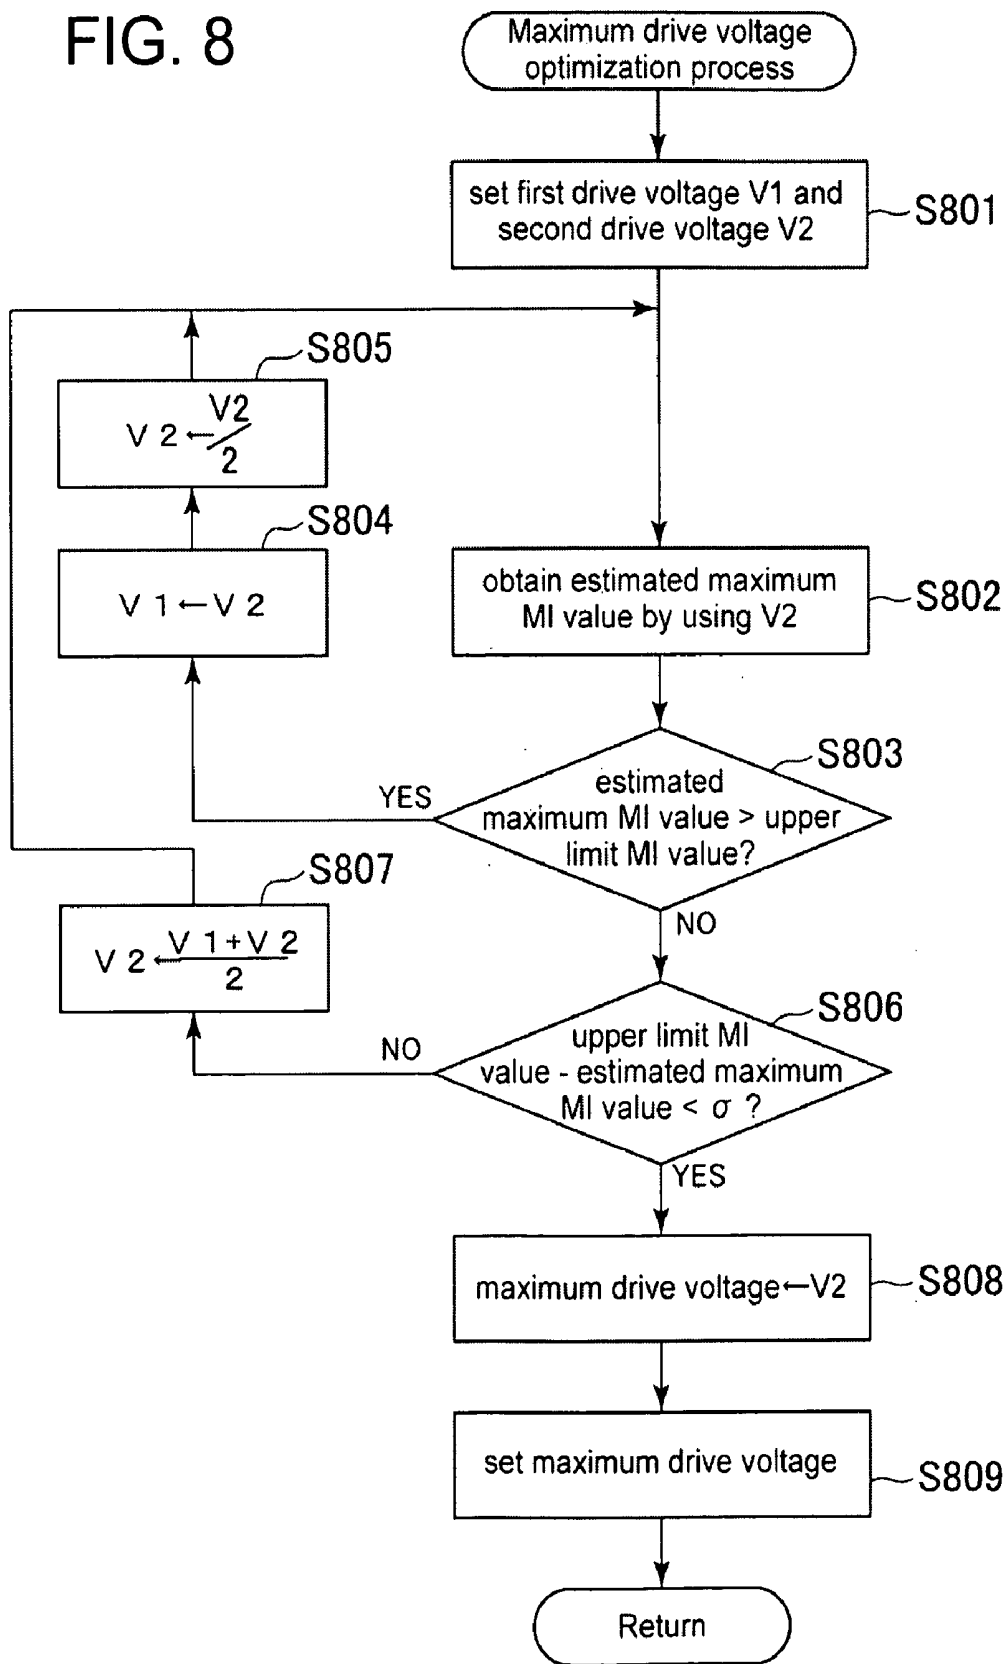 FIG. 8
Maximum drive voltage
optimization process
set first drive voltage V1 and
second drive voltage V2
S801
S805
V 2 ← V2/2
S804
V 1 ← V 2
obtain estimated maximum
MI value by using V2
S802
S803
estimated
maximum MI value > upper
limit MI value?
YES
NO
S807
V 2 ← V 1 + V 2
2
S806
upper limit MI
value - estimated maximum
MI value < σ ?
NO
YES
maximum drive voltage←V2
S808
set maximum drive voltage
S809
Return